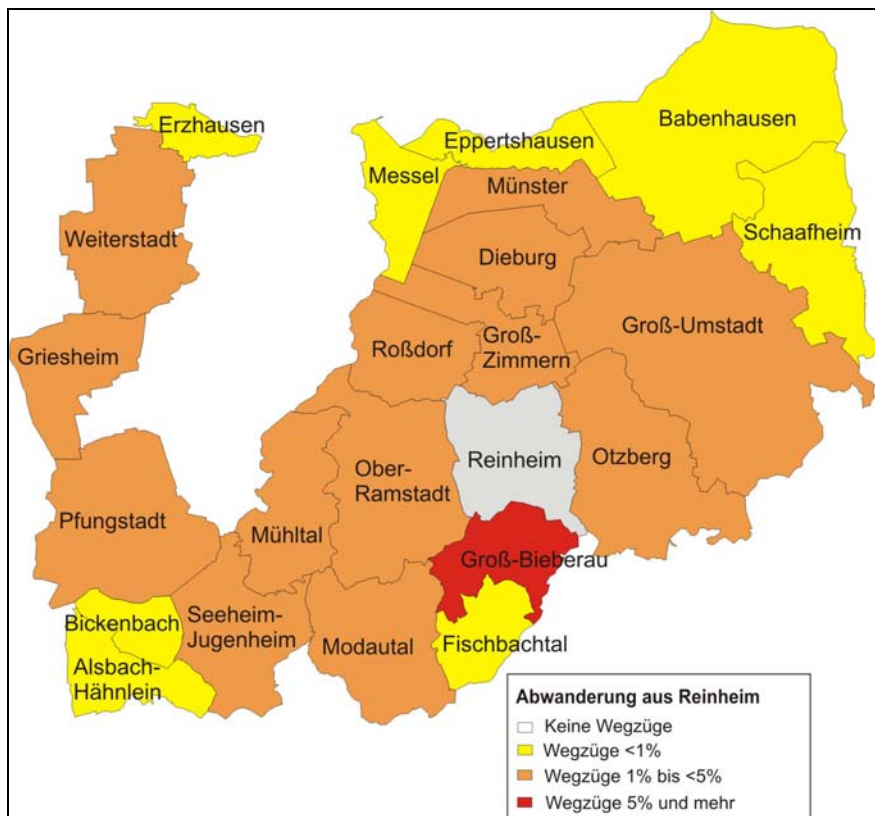 Erzhausen
Babenhausen
Eppertshausen
Messel
Münster
Weiterstadt
Schaafheim
Dieburg
Groß-Umstadt
Griesheim
Roßdorf
Groß-
Zimmern
Reinheim
Otzberg
Ober-
Ramstadt
Pfungstadt
Mühltal
Groß-Bieberau
Bickenbach
Seeheim-
Jugenheim
Modautal
Fischbachtal
Alsbach-
Hähnlein
Abwanderung aus Reinheim
Keine Wegzüge
Wegzüge <1%
Wegzüge 1% bis <5%
Wegzüge 5% und mehr